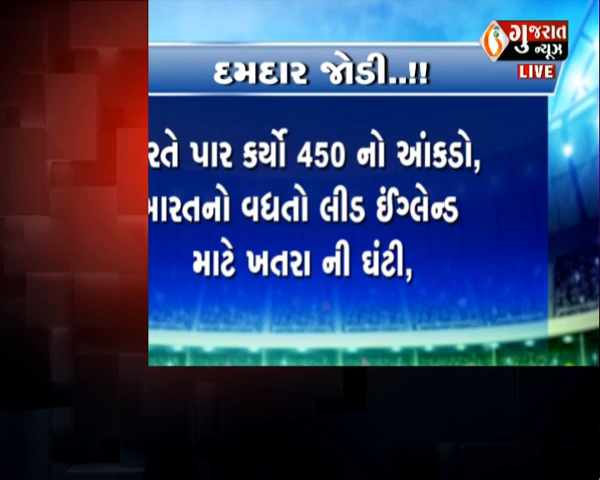 ગુજરાત
ન્યૂઝ
LIVE
દમદાર જોડી..!!
પાર કર્યો 450 નો આંકડો,
વધતો લીડ ઈંગ્લેન્ડ
માટે ખતરા ની ઘંટી,